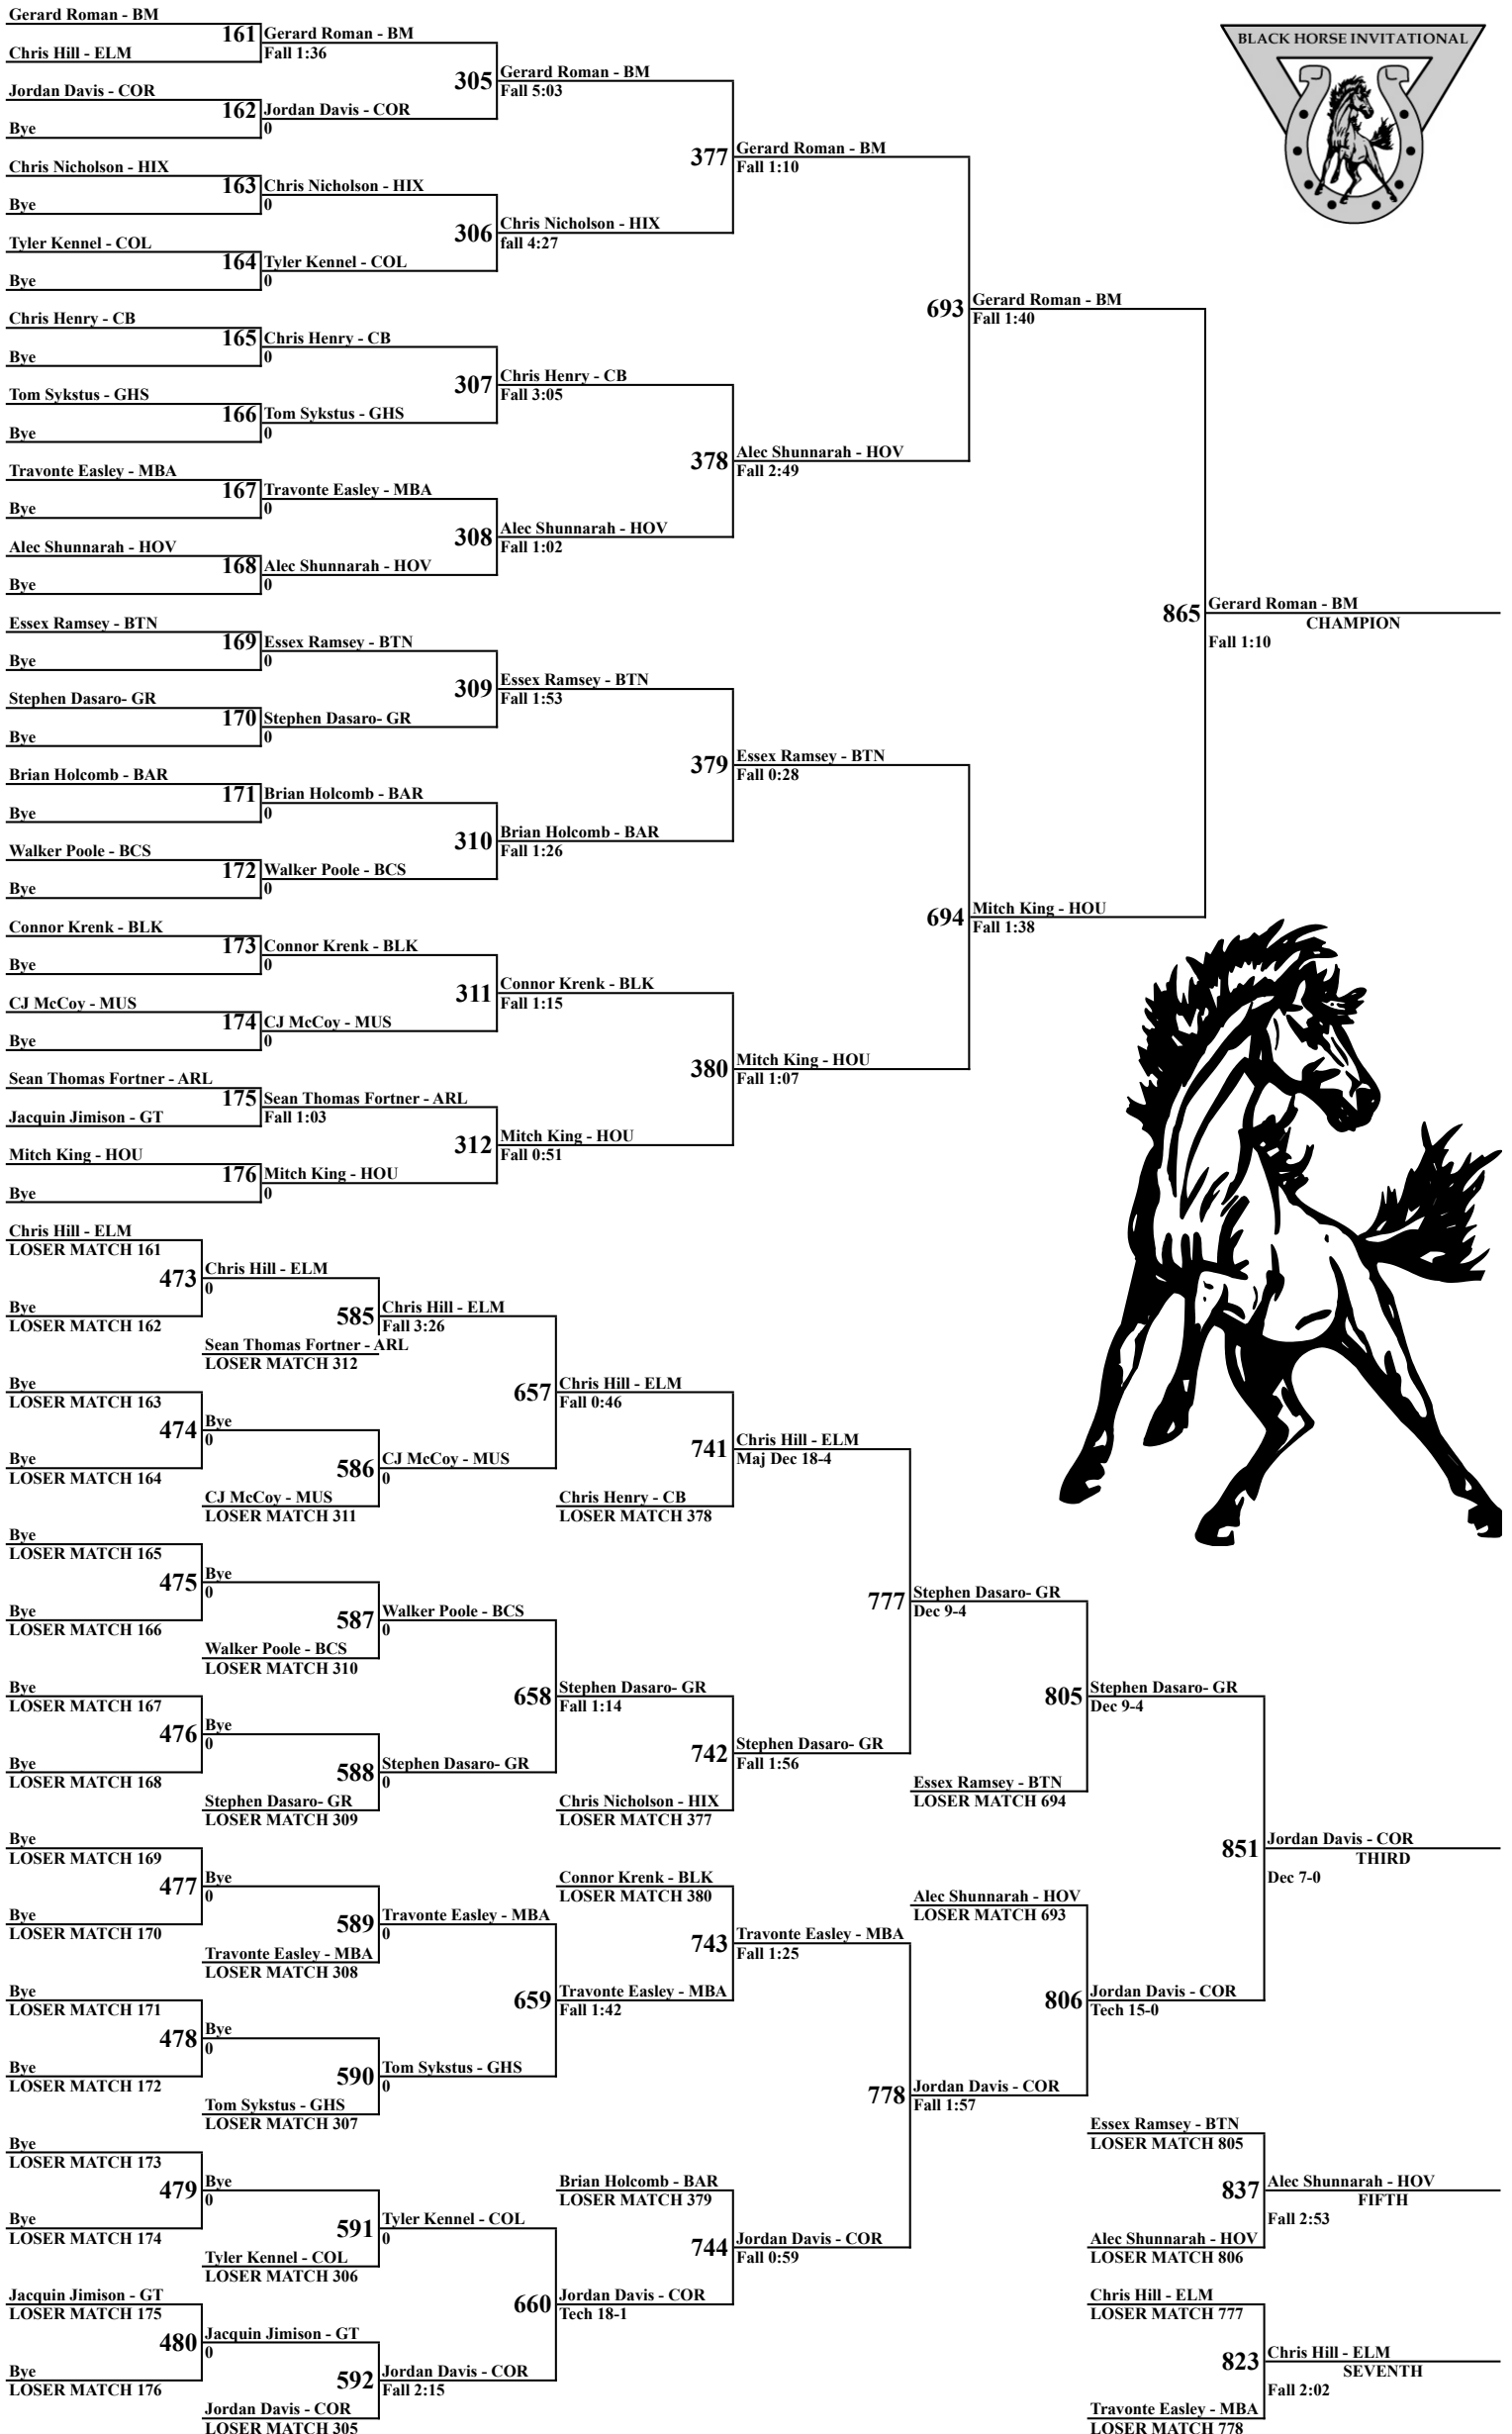 BLACK HORSE INVITATIONAL
Gerard Roman - BM
161
Chris Hill - ELM
Gerard Roman - BM
Fall 1:36
Jordan Davis - COR
162
Bye
Jordan Davis - COR
0
305
Gerard Roman - BM
Fall 5:03
Chris Nicholson - HIX
163
Bye
Chris Nicholson - HIX
0
Tyler Kennel - COL
164
Bye
Tyler Kennel - COL
0
306
Chris Nicholson - HIX
fall 4:27
377
Gerard Roman - BM
Fall 1:10
Chris Henry - CB
165
Bye
Chris Henry - CB
0
Tom Sykstus - GHS
166
Bye
Tom Sykstus - GHS
0
307
Chris Henry - CB
Fall 3:05
Travonte Easley - MBA
167
Bye
Travonte Easley - MBA
0
Alec Shunnarah - HOV
168
Bye
Alec Shunnarah - HOV
0
308
Alec Shunnarah - HOV
Fall 1:02
378
Alec Shunnarah - HOV
Fall 2:49
693
Gerard Roman - BM
Fall 1:40
Essex Ramsey - BTN
169
Bye
Essex Ramsey - BTN
0
Stephen Dasaro- GR
170
Bye
Stephen Dasaro- GR
0
309
Essex Ramsey - BTN
Fall 1:53
Brian Holcomb - BAR
171
Bye
Brian Holcomb - BAR
0
Walker Poole - BCS
172
Bye
Walker Poole - BCS
0
310
Brian Holcomb - BAR
Fall 1:26
379
Essex Ramsey - BTN
Fall 0:28
Connor Krenk - BLK
173
Bye
Connor Krenk - BLK
0
CJ McCoy - MUS
174
Bye
CJ McCoy - MUS
0
311
Connor Krenk - BLK
Fall 1:15
Sean Thomas Fortner - ARL
175
Jacquin Jimison - GT
Sean Thomas Fortner - ARL
Fall 1:03
Mitch King - HOU
176
Bye
Mitch King - HOU
0
312
Mitch King - HOU
Fall 0:51
380
Mitch King - HOU
Fall 1:07
694
Mitch King - HOU
Fall 1:38
865
Gerard Roman - BM
CHAMPION
Fall 1:10
Chris Hill - ELM
LOSER MATCH 161
473
Bye
LOSER MATCH 162
Chris Hill - ELM
0
585
Sean Thomas Fortner - ARL
LOSER MATCH 312
Chris Hill - ELM
Fall 3:26
Bye
LOSER MATCH 163
474
Bye
LOSER MATCH 164
Bye
0
586
CJ McCoy - MUS
LOSER MATCH 311
CJ McCoy - MUS
0
657
Chris Hill - ELM
Fall 0:46
741
Chris Henry - CB
LOSER MATCH 378
Chris Hill - ELM
Maj Dec 18-4
Bye
LOSER MATCH 165
475
Bye
LOSER MATCH 166
Bye
0
587
Walker Poole - BCS
LOSER MATCH 310
Walker Poole - BCS
0
Bye
LOSER MATCH 167
476
Bye
LOSER MATCH 168
Bye
0
588
Stephen Dasaro- GR
LOSER MATCH 309
Stephen Dasaro- GR
0
658
Stephen Dasaro- GR
Fall 1:14
742
Chris Nicholson - HIX
LOSER MATCH 377
Stephen Dasaro- GR
Fall 1:56
777
Stephen Dasaro- GR
Dec 9-4
805
Essex Ramsey - BTN
LOSER MATCH 694
Stephen Dasaro- GR
Dec 9-4
Bye
LOSER MATCH 169
477
Bye
LOSER MATCH 170
Bye
0
589
Travonte Easley - MBA
LOSER MATCH 308
Travonte Easley - MBA
0
Bye
LOSER MATCH 171
478
Bye
LOSER MATCH 172
Bye
0
590
Tom Sykstus - GHS
LOSER MATCH 307
Tom Sykstus - GHS
0
659
Travonte Easley - MBA
Fall 1:42
Connor Krenk - BLK
LOSER MATCH 380
743
Travonte Easley - MBA
Fall 1:25
Bye
LOSER MATCH 173
479
Bye
LOSER MATCH 174
Bye
0
591
Tyler Kennel - COL
LOSER MATCH 306
Tyler Kennel - COL
0
Jacquin Jimison - GT
LOSER MATCH 175
480
Bye
LOSER MATCH 176
Jacquin Jimison - GT
0
592
Jordan Davis - COR
LOSER MATCH 305
Jordan Davis - COR
Fall 2:15
660
Jordan Davis - COR
Tech 18-1
Brian Holcomb - BAR
LOSER MATCH 379
744
Jordan Davis - COR
Fall 0:59
778
Jordan Davis - COR
Fall 1:57
Alec Shunnarah - HOV
LOSER MATCH 693
806
Jordan Davis - COR
Tech 15-0
851
Jordan Davis - COR
THIRD
Dec 7-0
Essex Ramsey - BTN
LOSER MATCH 805
837
Alec Shunnarah - HOV
LOSER MATCH 806
Alec Shunnarah - HOV
FIFTH
Fall 2:53
Chris Hill - ELM
LOSER MATCH 777
823
Travonte Easley - MBA
LOSER MATCH 778
Chris Hill - ELM
SEVENTH
Fall 2:02